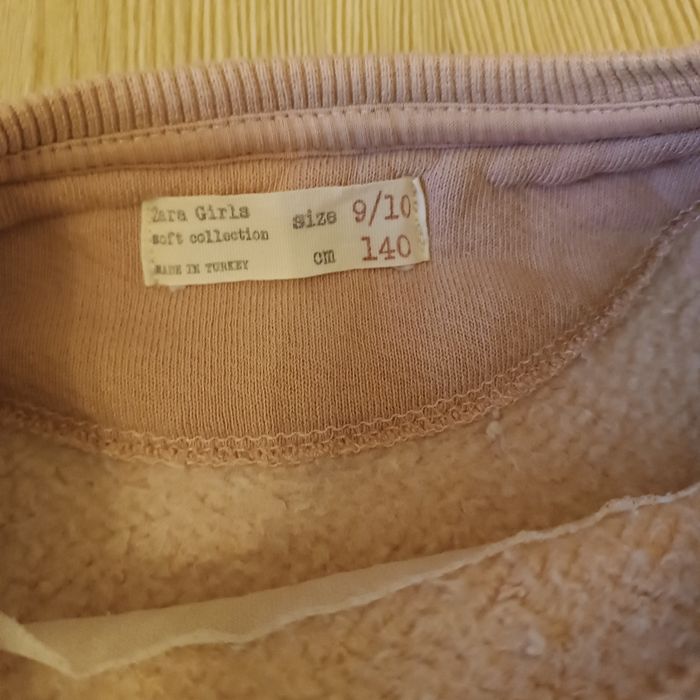 Zara Girls
soft collection
MADE IN TURKEY
size 9/10
cm 140